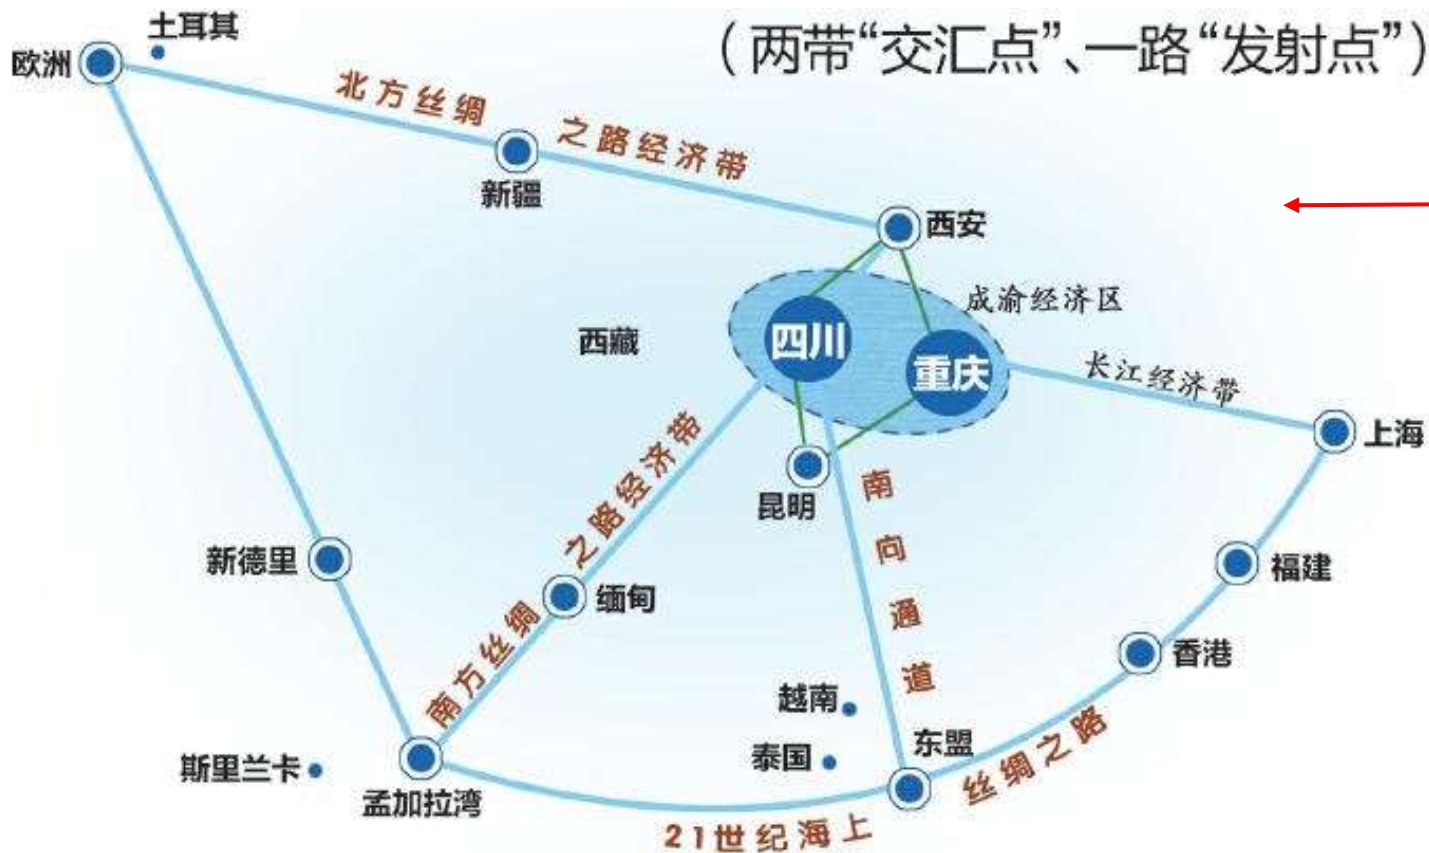 （两带“交汇点”、一路“发射点”）
土耳其
欧洲
北方丝绸之路经济带
新疆
西安
成渝经济区
西藏
四川
重庆
长江经济带
上海
昆明
南方丝绸之路经济带
南向通道
新德里
缅甸
福建
香港
越南
东盟
泰国
斯里兰卡
孟加拉湾
21世纪海上丝绸之路